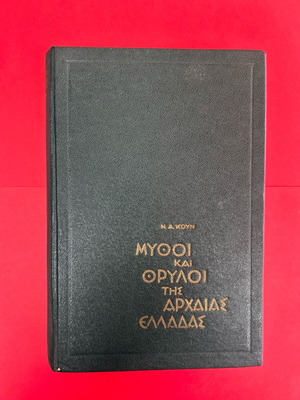 Ν. Α. ΚΟΥΝ
ΜΥΘΟΙ
ΚΑΙ
ΘΡΥΛΟΙ
ΤΗΣ
ΑΡΧΑΙΑΣ
ΕΛΛΑΔΑΣ